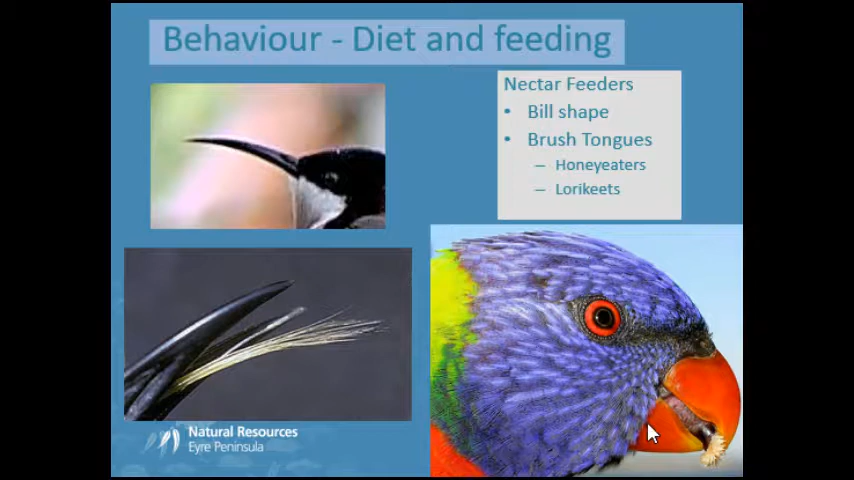 Behaviour - Diet and feeding
Nectar Feeders
• Bill shape
• Brush Tongues
– Honeyeaters
– Lorikeets
Natural Resources
Eyre Peninsula